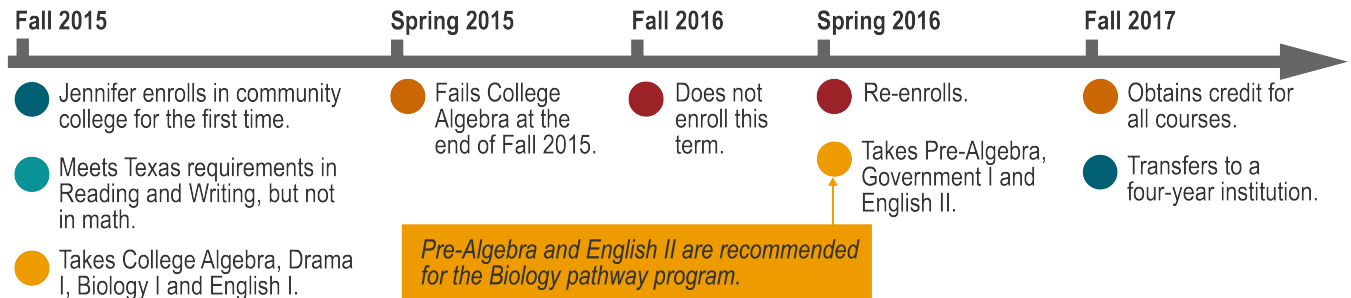 Fall 2015
Spring 2015
Fall 2016
Spring 2016
Fall 2017
Jennifer enrolls in community
college for the first time.
Meets Texas requirements in
Reading and Writing, but not
in math.
Takes College Algebra, Drama
I, Biology I and English I.
Fails College
Algebra at the
end of Fall 2015.
Does not
enroll this
term.
Re-enrolls.
Takes Pre-Algebra,
Government I and
English II.
Pre-Algebra and English II are recommended
for the Biology pathway program.
Obtains credit for
all courses.
Transfers to a
four-year institution.